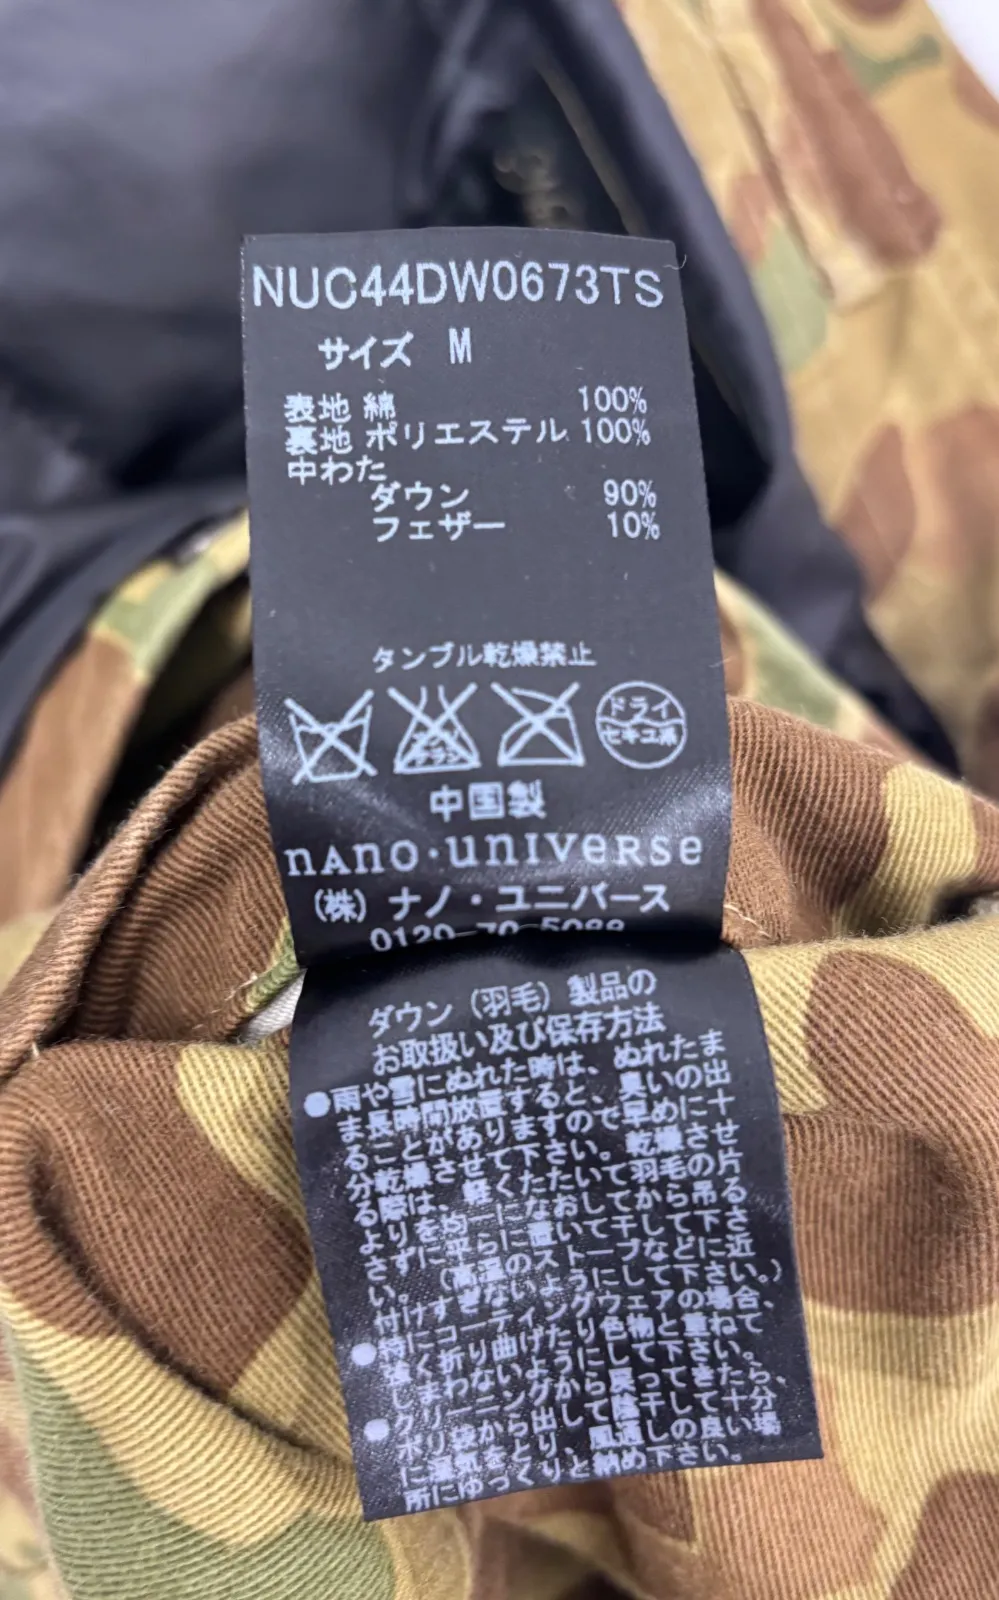 NUC44DW0673TS
サイズ M
表地 綿 100%
裏地 ポリエステル 100%
中わた
ダウン 90%
フェザー 10%
タンブル乾燥禁止
ドライ
セキユ系
中国製
nano・universe
(株) ナノ・ユニバース
0120-70-5088
ダウン (羽毛) 製品の
お取扱い及び保存方法
●雨や雪にぬれた時は、ぬれたま
ま長時間放置すると、臭いの出
ることがありますので早めに十
分乾燥させて下さい。乾燥させ
る際は、軽くたたいて羽毛の片
よりを均一になおしてから吊る
さずに平らに置いて干して下さ
い。(高温のストーブなどに近
付けすぎないようにして下さい。)
●特にコーティングウェアの場合、
強く折り曲げたり色物と重ねて
しまわないようにして下さい。
●クリーニングから戻ってきたら、
ポリ袋から出して陰干しして十分
に湿気をとり、風通しの良い場
所にゆっくりと納め下さい。